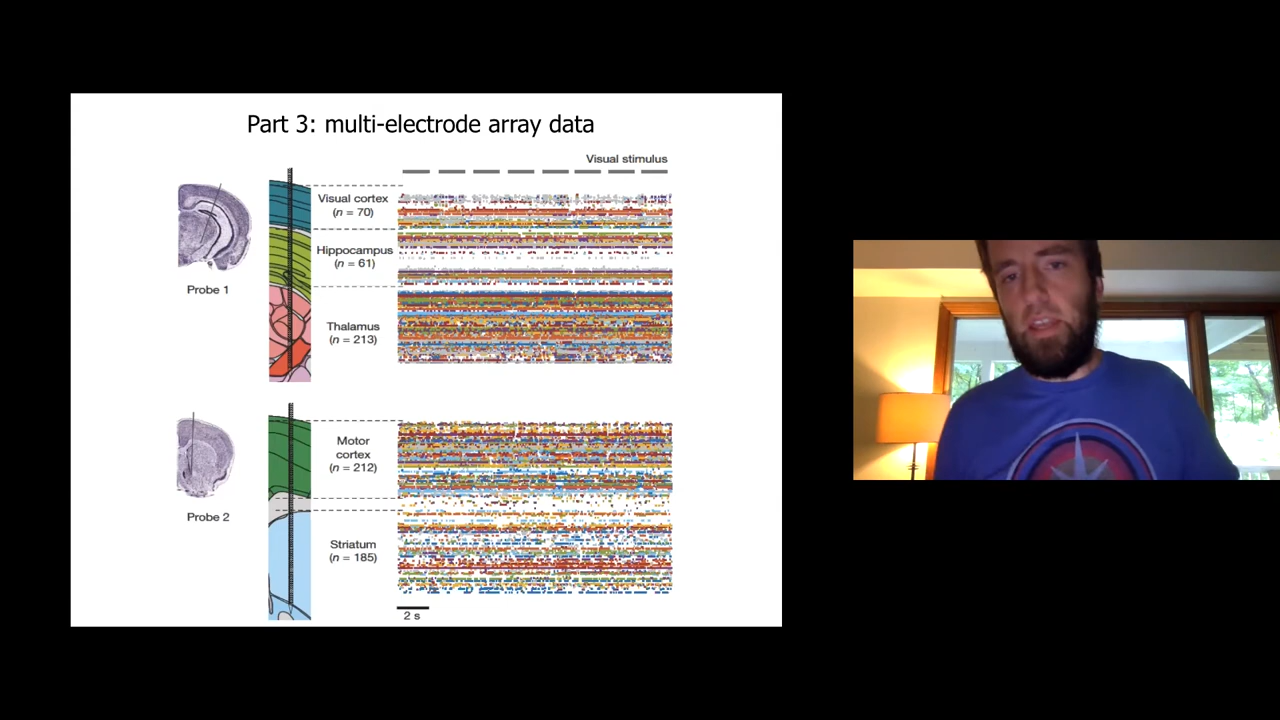 Part 3: multi-electrode array data
Visual stimulus
Visual cortex
(n = 70)
Hippocampus
(n = 61)
Probe 1
Thalamus
(n = 213)
Motor
cortex
(n = 212)
Probe 2
Striatum
(n = 185)
2 s